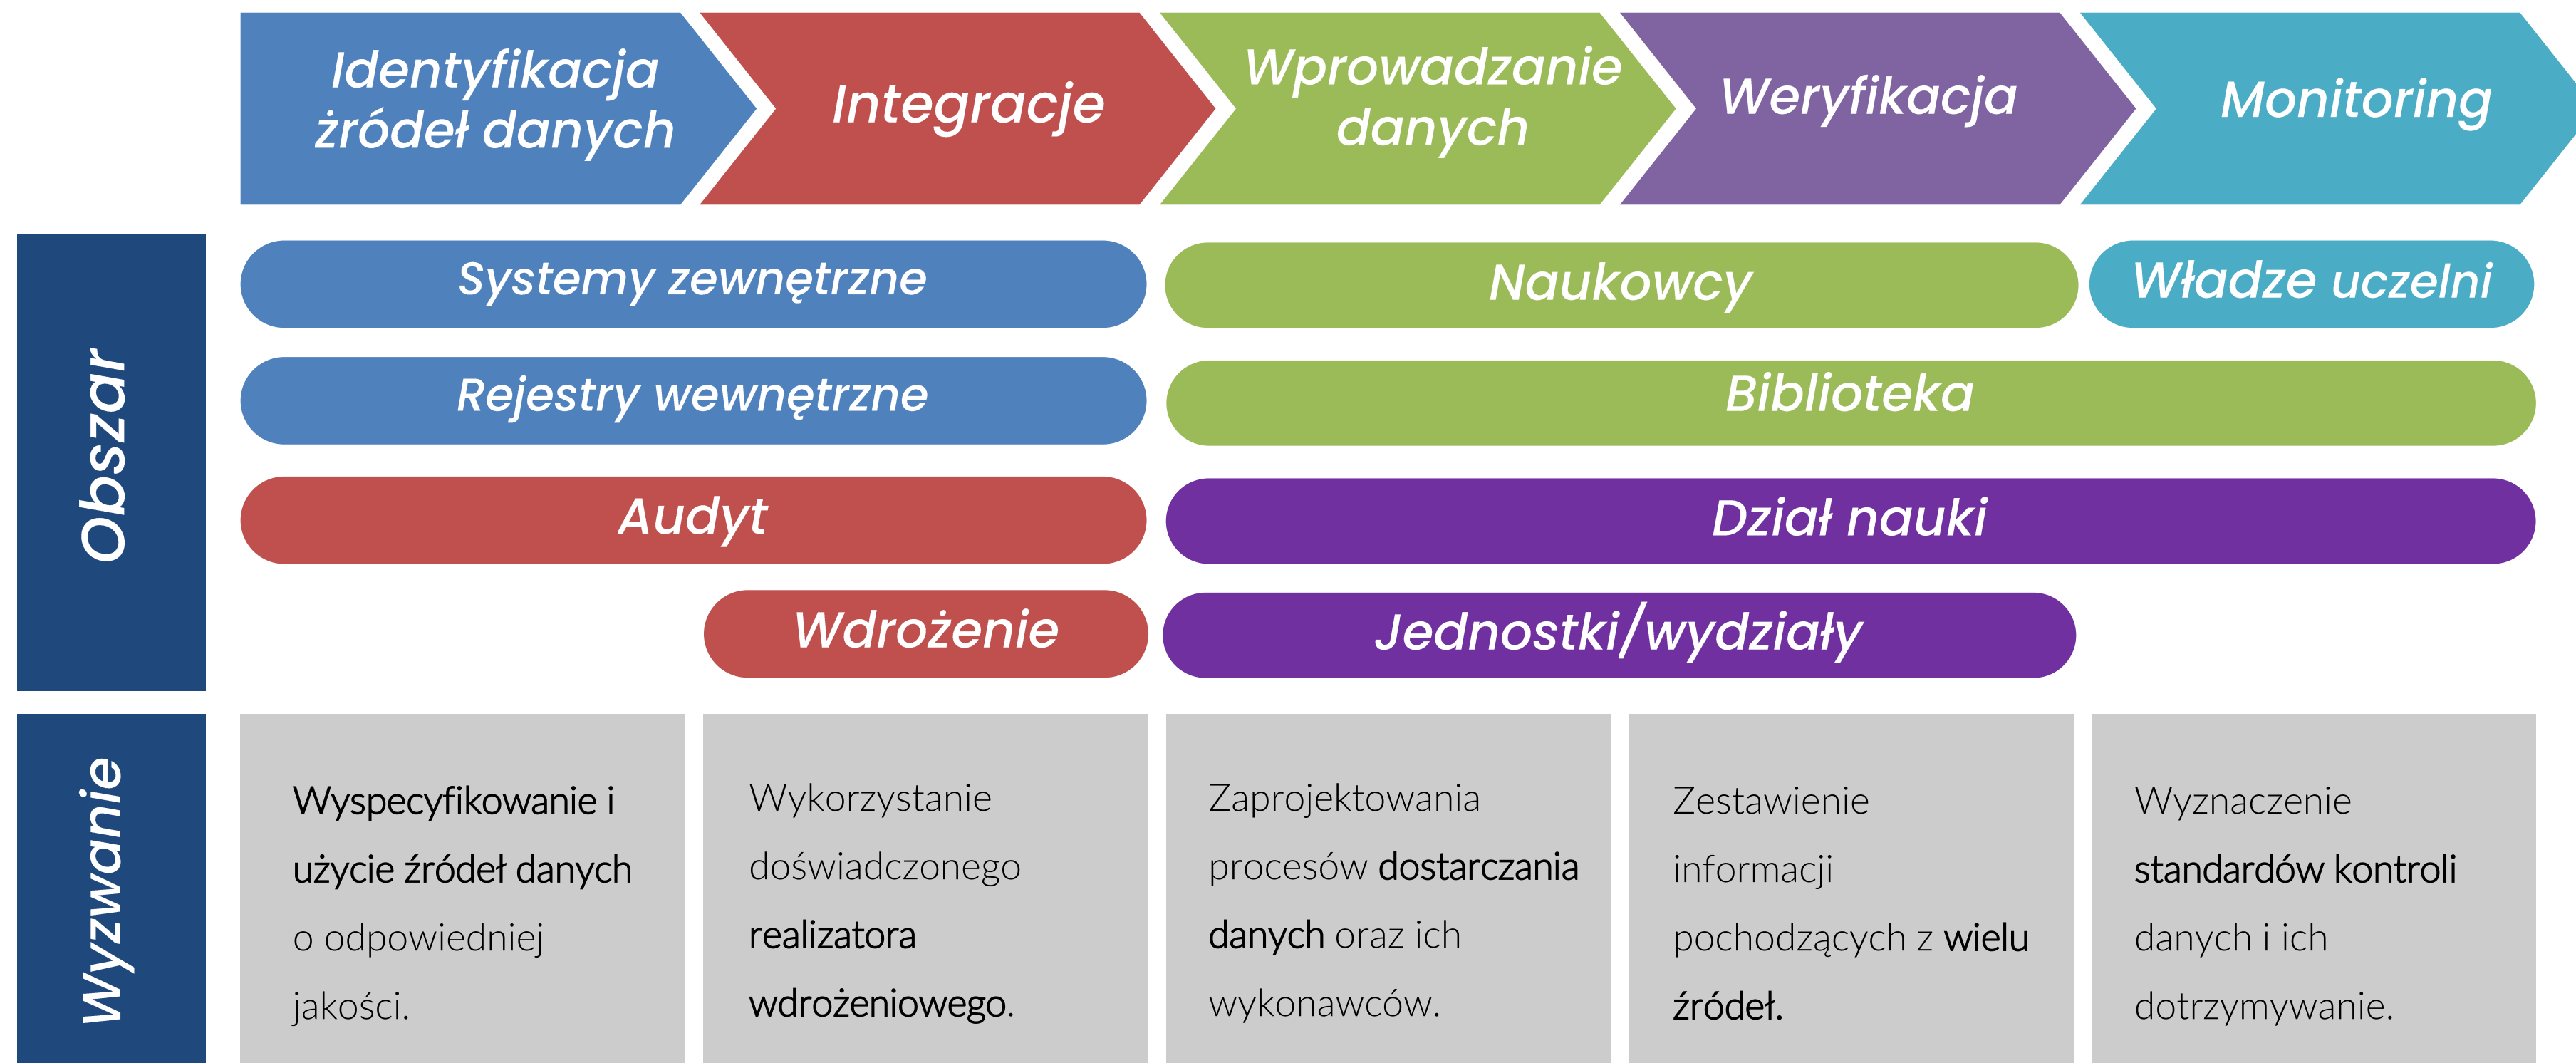 Identyfikacja
żródeł danych
Integracje
Wprowadzanie
danych
Weryfikacja
Monitoring
Obszar
Systemy zewnętrzne
Naukowcy
Władze uczelni
Rejestry wewnętrzne
Biblioteka
Audyt
Dział nauki
Wdrożenie
Jednostki/wydziały
Wyzwanie
Wyspecyfikowanie i
użycie źródeł danych
o odpowiedniej
jakości.
Wykorzystanie
doświadczonego
realizatora
wdrożeniowego.
Zaprojektowania
procesów dostarczania
danych oraz ich
wykonawców.
Zestawienie
informacji
pochodzących z wielu
źródeł.
Wyznaczenie
standardów kontroli
danych i ich
dotrzymywanie.